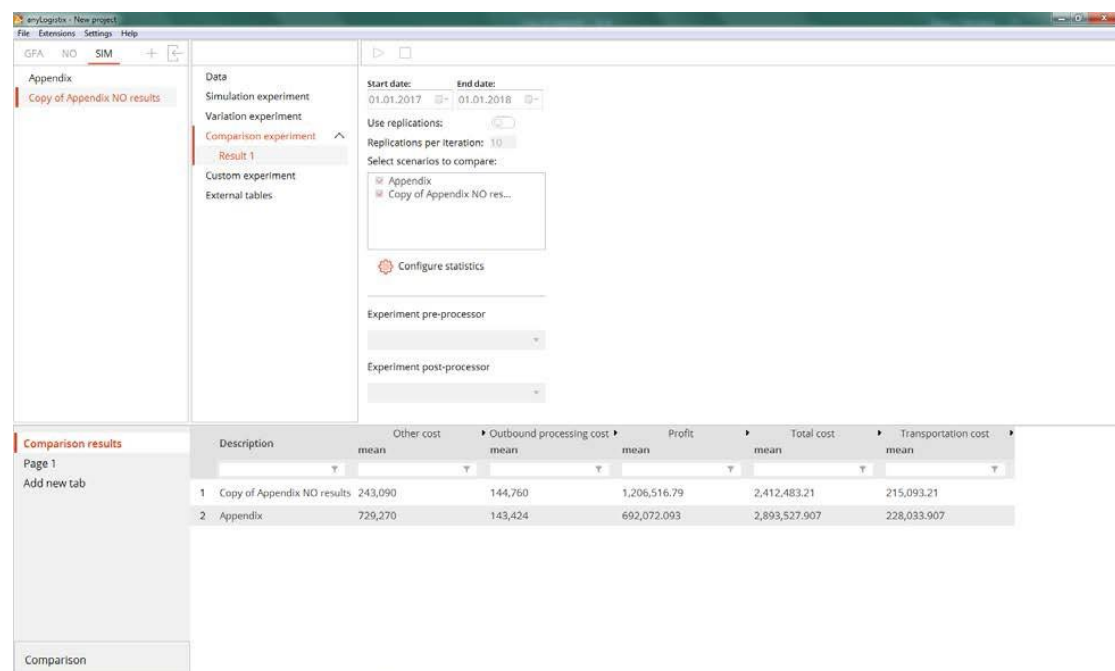 anyLogistix - New project
File Extensions Settings Help
GFA NO SIM
Appendix
Copy of Appendix NO results
Data
Simulation experiment
Variation experiment
Comparison experiment
Result 1
Custom experiment
External tables
Start date: End date:
01.01.2017 01.01.2018
Use replications:
Replications per iteration: 10
Select scenarios to compare:
Appendix
Copy of Appendix NO res...
Configure statistics
Experiment pre-processor
Experiment post-processor
Comparison results
Page 1
Add new tab
Description Other cost Outbound processing cost Profit Total cost Transportation cost
mean mean mean mean mean
1 Copy of Appendix NO results 243,090 144,760 1,206,516.79 2,412,483.21 215,093.21
2 Appendix 729,270 143,424 692,072.093 2,893,527.907 228,033.907
Comparison